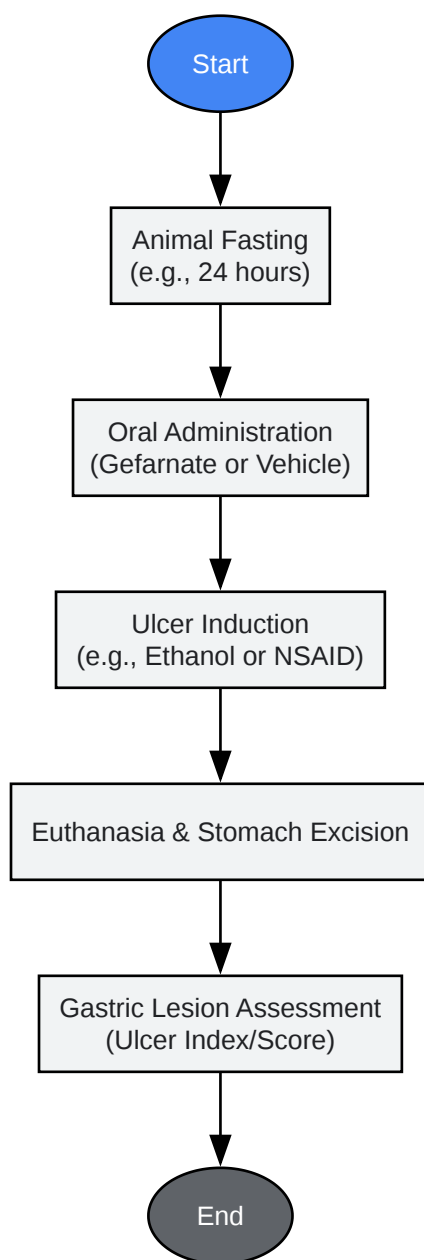 Start
Animal Fasting
(e.g., 24 hours)
Oral Administration
(Gefarnate or Vehicle)
Ulcer Induction
(e.g., Ethanol or NSAID)
Euthanasia & Stomach Excision
Gastric Lesion Assessment
(Ulcer Index/Score)
End